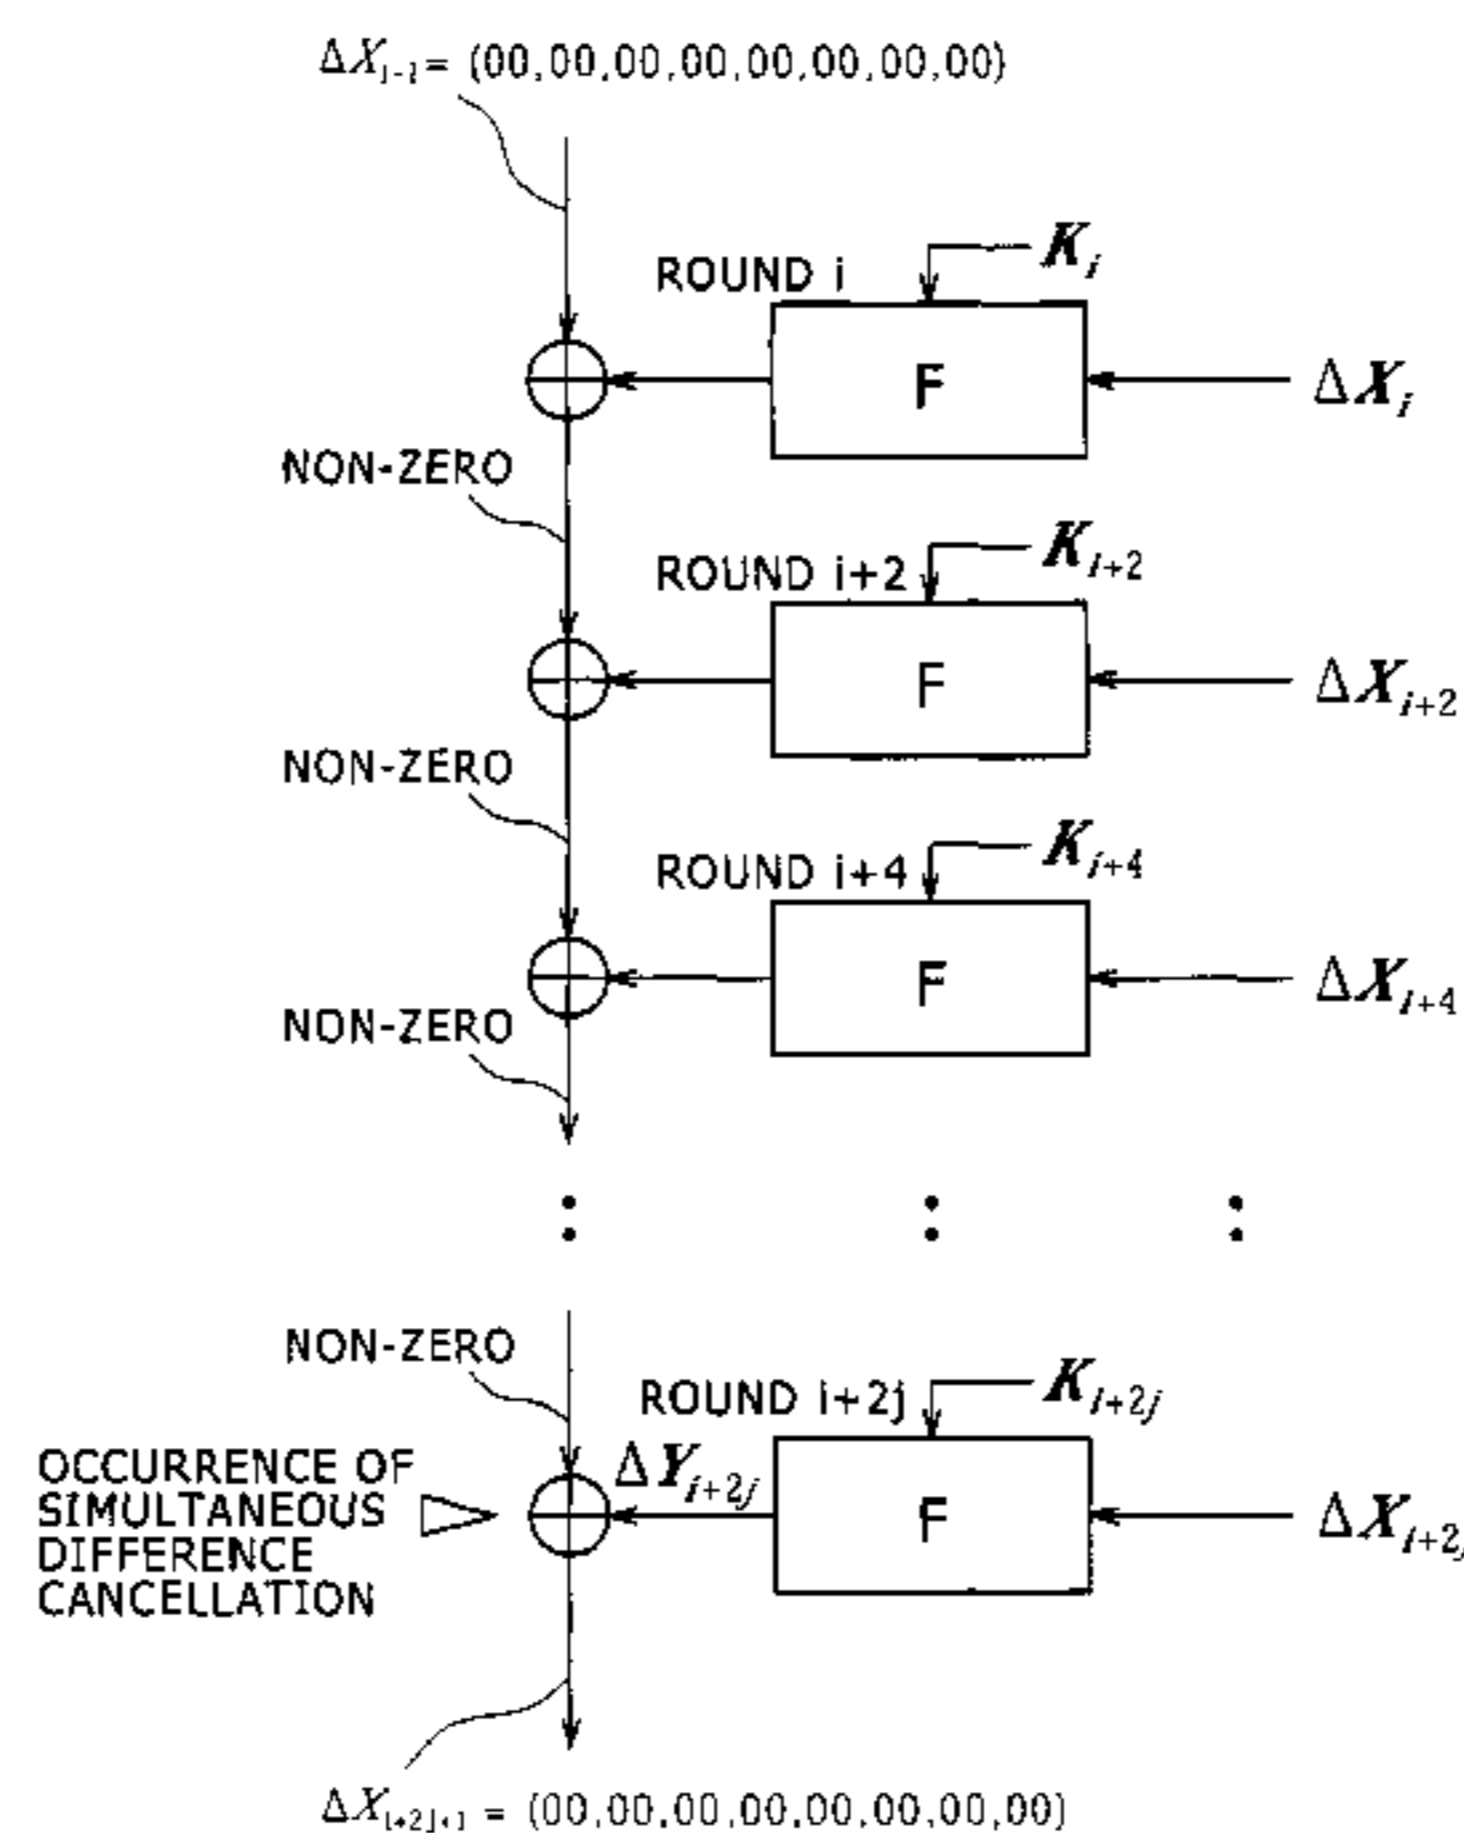 ΔX_{i-1} = (00,00,00,00,00,00,00,00)
K_i
ROUND i
F
ΔX_i
NON-ZERO
K_{i+2}
ROUND i+2
F
ΔX_{i+2}
NON-ZERO
K_{i+4}
ROUND i+4
F
ΔX_{i+4}
NON-ZERO
NON-ZERO
K_{i+2j}
ROUND i+2j
OCCURRENCE OF
SIMULTANEOUS
DIFFERENCE
CANCELLATION
ΔY_{i+2j}
F
ΔX_{i+2j}
ΔX_{i+2j+1} = (00,00,00,00,00,00,00,00)